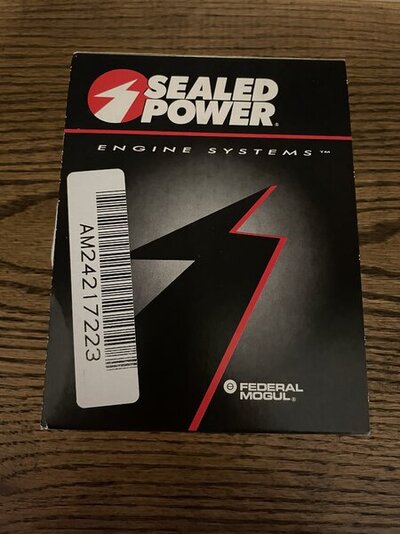 SEALED
POWER®
ENGINE SYSTEMS™
AM24217223
FEDERAL
MOGUL®